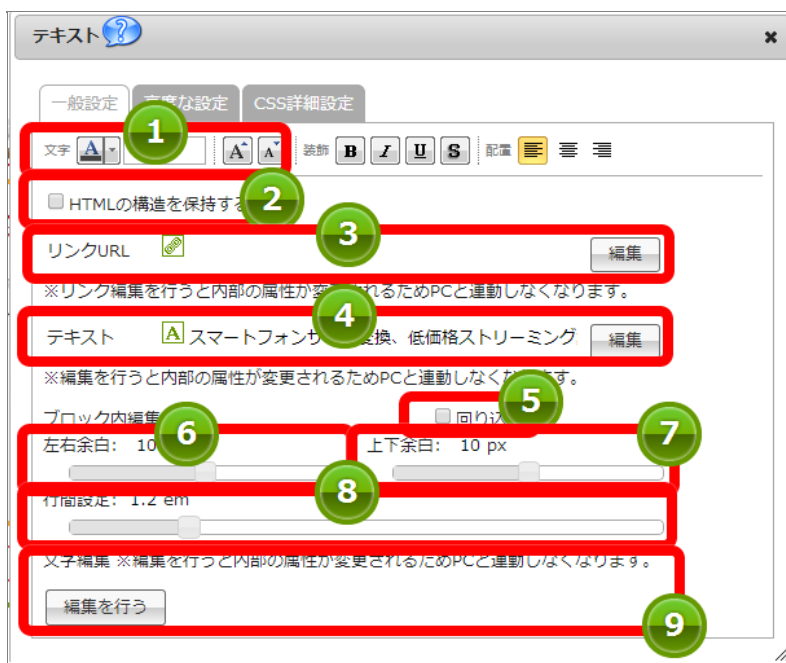 テキスト
一般設定 高度な設定 CSS詳細設定
1
文字 A A A 装飾 B I U S 配置
HTMLの構造を保持する 2
3
リンクURL 編集
※リンク編集を行うと内部の属性が変更されるためPCと連動しなくなります。
4
テキスト A スマートフォンサ 変換、低価格ストリーミング 編集
※編集を行うと内部の属性が変更されるためPCと連動しなくなります。
5
ブロック内編集 回り込
6 7
左右余白: 10 上下余白: 10 px
8
行間設定: 1.2 em
文字編集 ※編集を行うと内部の属性が変更されるためPCと連動しなくなります。
編集を行う
9